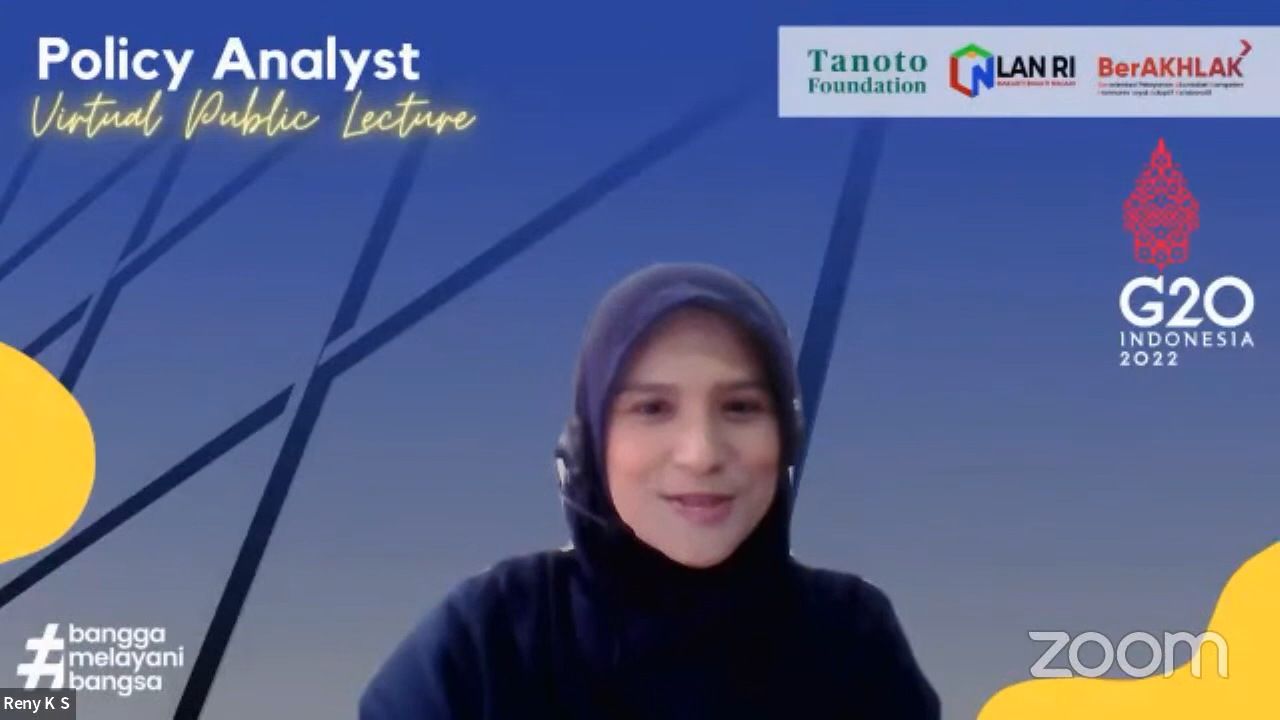 Policy Analyst
Virtual Public Lecture
Tanoto
Foundation
LAN RI
BerAKHLAK
G20
INDONESIA
2022
#bangga
melayani
bangsa
Reny K S
zoom